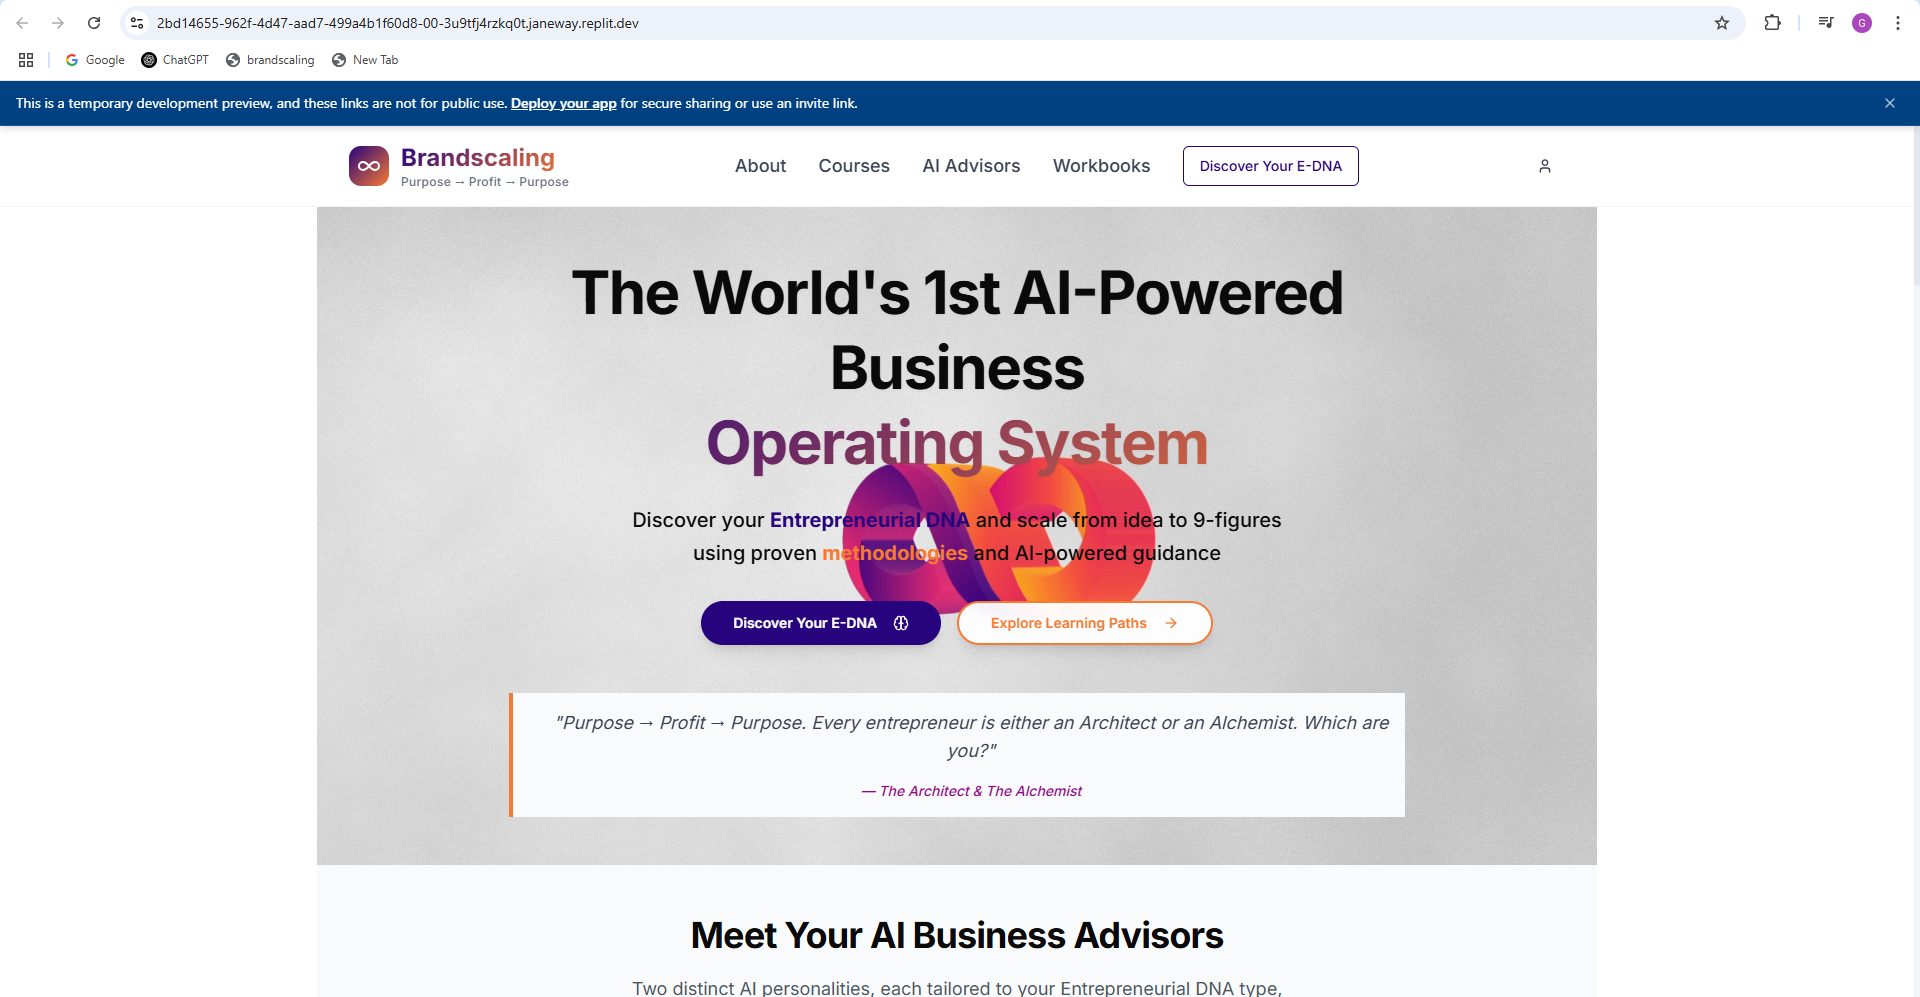 2bd14655-962f-4d47-aad7-499a4b1f60d8-00-3u9tfj4rzkq0t.janeway.replit.dev
G
Google
ChatGPT
brandscaling
New Tab
This is a temporary development preview, and these links are not for public use. Deploy your app for secure sharing or use an invite link.
Brandscaling
Purpose → Profit → Purpose
About
Courses
AI Advisors
Workbooks
Discover Your E-DNA
The World's 1st AI-Powered
Business
Operating System
Discover your Entrepreneurial DNA and scale from idea to 9-figures
using proven methodologies and AI-powered guidance
Discover Your E-DNA
Explore Learning Paths →
"Purpose → Profit → Purpose. Every entrepreneur is either an Architect or an Alchemist. Which are
you?"
— The Architect & The Alchemist
Meet Your AI Business Advisors
Two distinct AI personalities, each tailored to your Entrepreneurial DNA type,